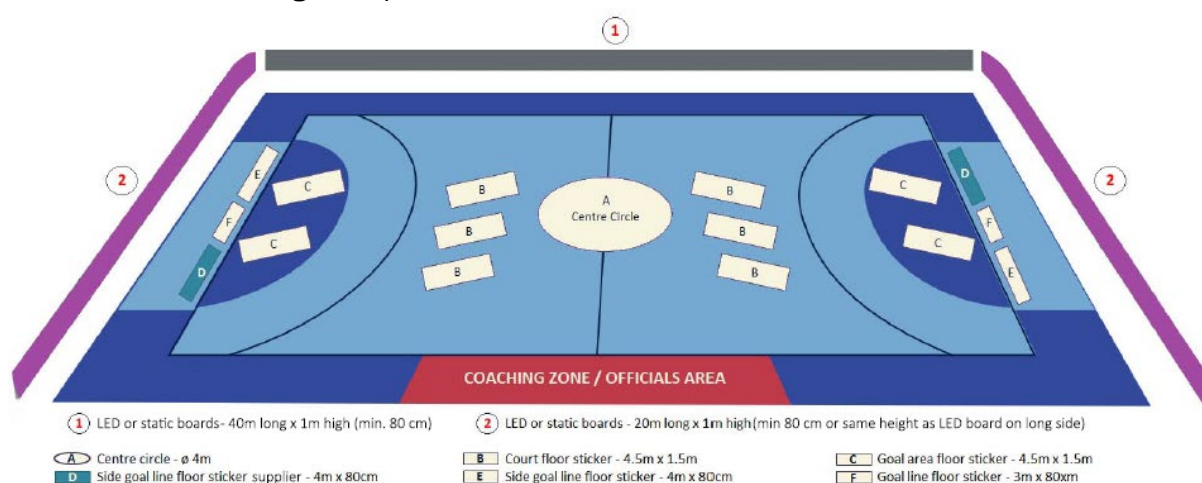 1
2
2
E
C
F
C
D
B
B
B
A
Centre Circle
B
B
B
C
C
D
F
E
COACHING ZONE / OFFICIALS AREA
1 LED or static boards- 40m long x 1m high (min. 80 cm)
2 LED or static boards - 20m long x 1m high(min 80 cm or same height as LED board on long side)
A Centre circle - ø 4m
B Court floor sticker - 4.5m x 1.5m
C Goal area floor sticker - 4.5m x 1.5m
D Side goal line floor sticker supplier - 4m x 80cm
E Side goal line floor sticker - 4m x 80cm
F Goal line floor sticker - 3m x 80xm